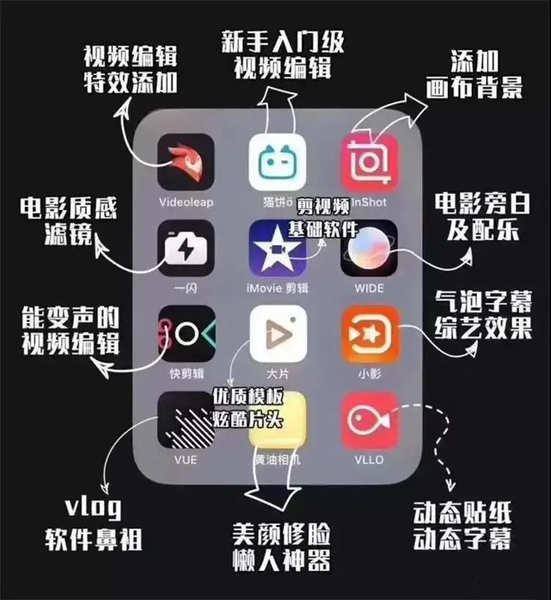 视频编辑
特效添加
新手入门级
视频编辑
添加
画布背景
Videoleap
猫饼
InShot
电影质感
滤镜
剪视频
基础软件
电影旁白
及配乐
一闪
iMovie 剪辑
WIDE
能变声的
视频编辑
气泡字幕
综艺效果
快剪辑
大片
小影
优质模板
炫酷片头
VUE
黄油相机
VLLO
vlog
软件鼻祖
美颜修脸
懒人神器
动态贴纸
动态字幕